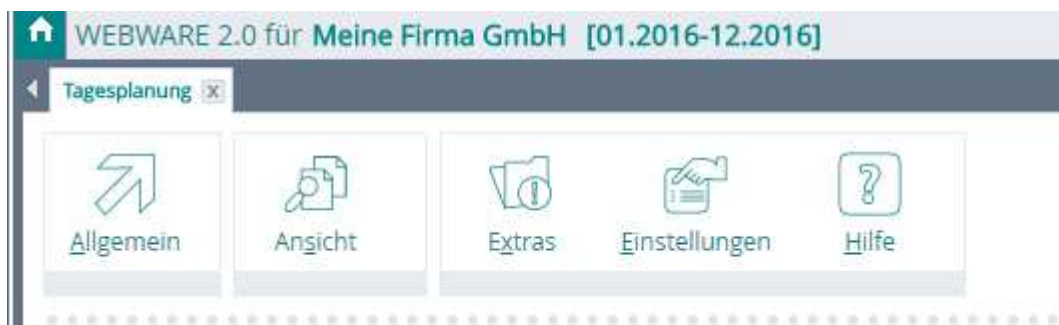 WEBWARE 2.0 für Meine Firma GmbH [01.2016-12.2016]
Tagesplanung x
Allgemein Ansicht Extras Einstellungen Hilfe